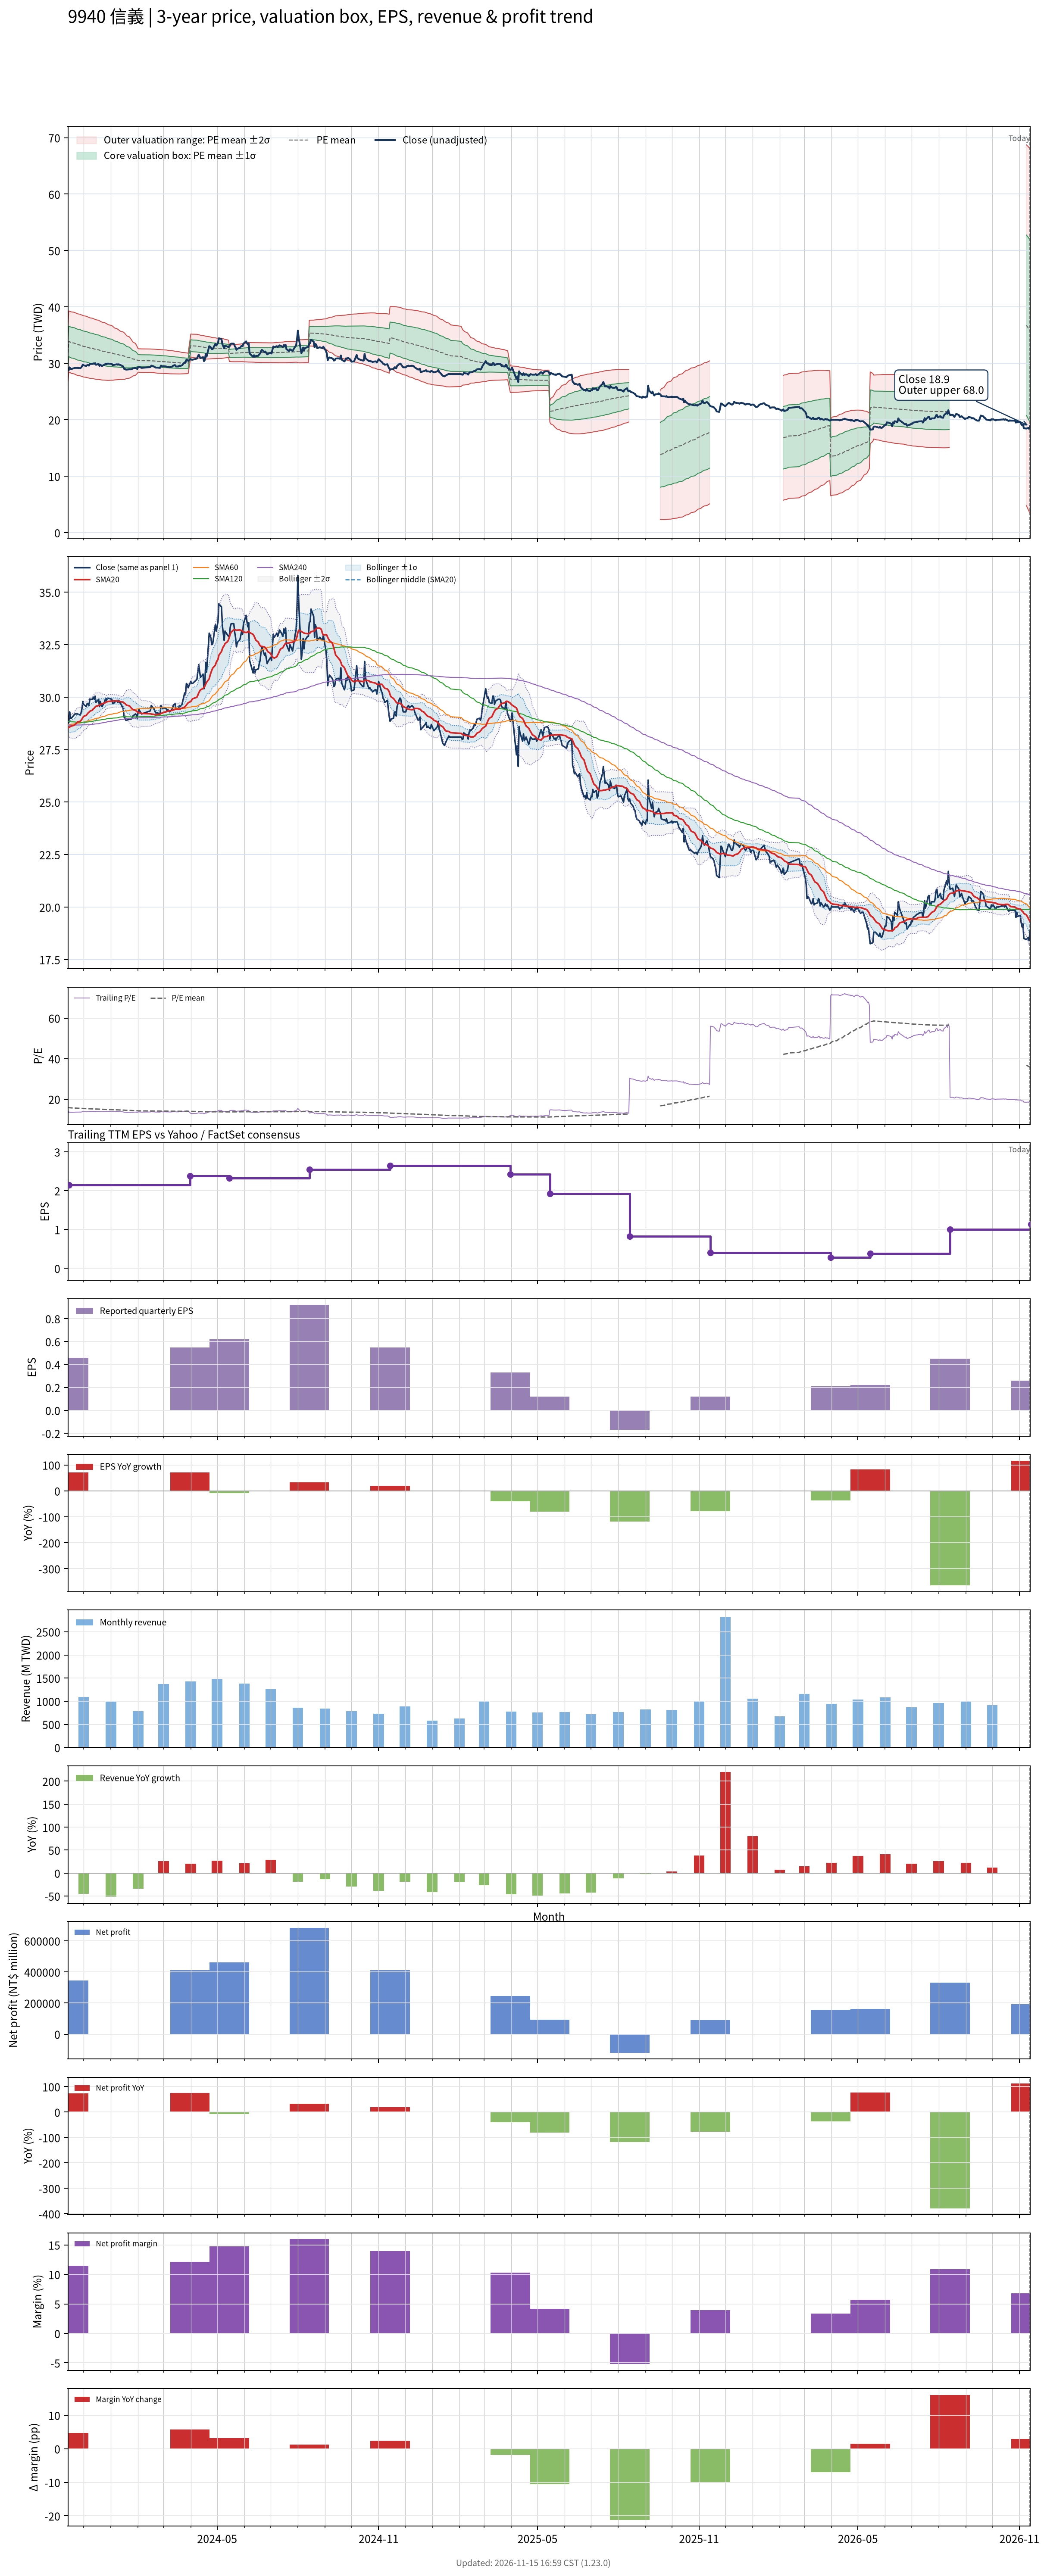 9940 信義 | 3-year price, valuation box, EPS, revenue & profit trend
Outer valuation range: PE mean ±2σ
Core valuation box: PE mean ±1σ
PE mean
Close (unadjusted)
Today
70
60
50
40
30
20
10
0
Price (TWD)
Close 18.9
Outer upper 68.0
Close (same as panel 1)
SMA20
SMA60
SMA120
SMA240
Bollinger ±2σ
Bollinger ±1σ
Bollinger middle (SMA20)
35.0
32.5
30.0
27.5
25.0
22.5
20.0
17.5
Price
Trailing P/E
P/E mean
60
40
20
P/E
Trailing TTM EPS vs Yahoo / FactSet consensus
Today
3
2
1
0
EPS
Reported quarterly EPS
0.8
0.6
0.4
0.2
0.0
-0.2
EPS
EPS YoY growth
100
0
-100
-200
-300
YoY (%)
Monthly revenue
2500
2000
1500
1000
500
0
Revenue (M TWD)
Revenue YoY growth
200
150
100
50
0
-50
YoY (%)
Month
Net profit
600000
400000
200000
0
Net profit (NT$ million)
Net profit YoY
100
0
-100
-200
-300
-400
YoY (%)
Net profit margin
15
10
5
0
-5
Margin (%)
Margin YoY change
10
0
-10
-20
Δ margin (pp)
2024-05
2024-11
2025-05
2025-11
2026-05
2026-11
Updated: 2026-11-15 16:59 CST (1.23.0)